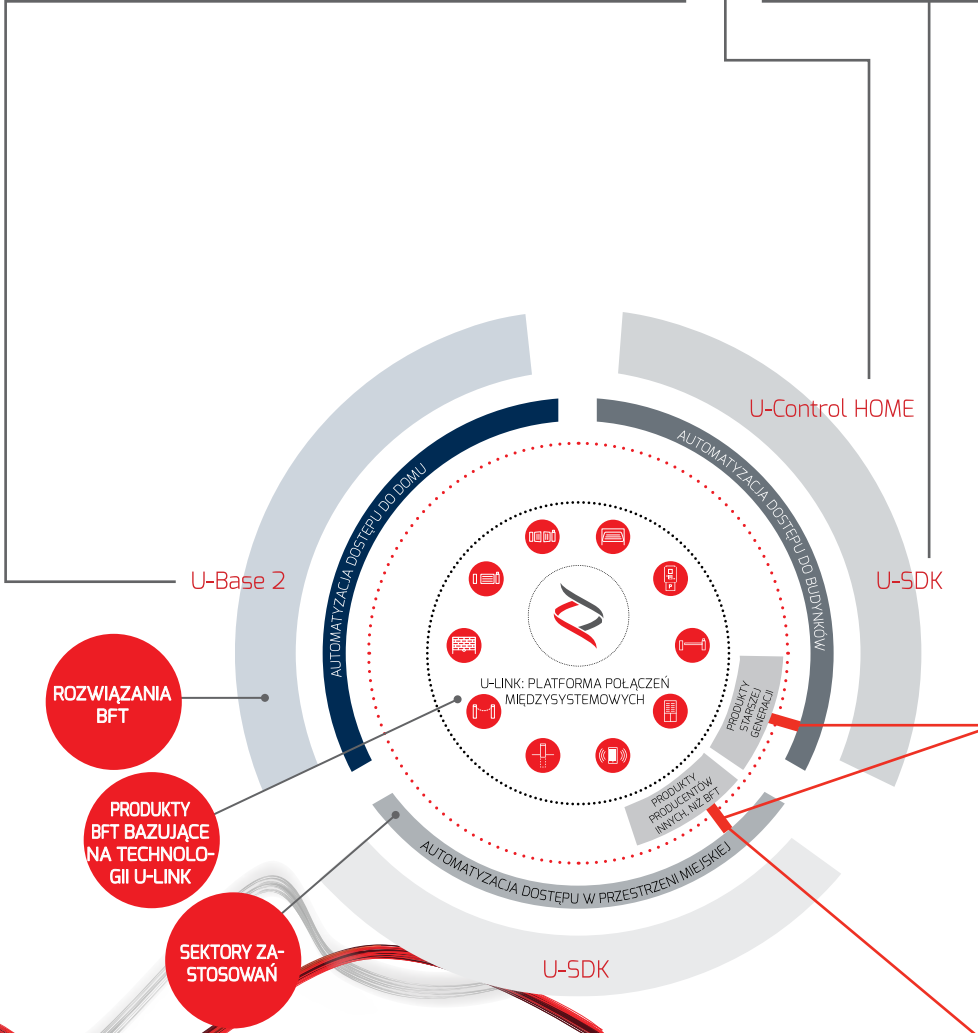 U-Control HOME
AUTOMATYZACJA DOSTĘPU DO DOMU
AUTOMATYZACJA DOSTĘPU DO BUDYNKÓW
U-Base 2
U-SDK
U-LINK: PLATFORMA POŁĄCZEŃ
MIĘDZYSYSTEMOWYCH
P
ROZWIĄZANIA
BFT
PRODUKTY
STARSZEJ
GENERACJI
PRODUKTY
PRODUCENTÓW
INNYCH, NIŻ BFT
PRODUKTY
BFT BAZUJĄCE
NA TECHNOLO-
GII U-LINK
AUTOMATYZACJA DOSTĘPU W PRZESTRZENI MIEJSKIEJ
SEKTORY ZA-
STOSOWAŃ
U-SDK